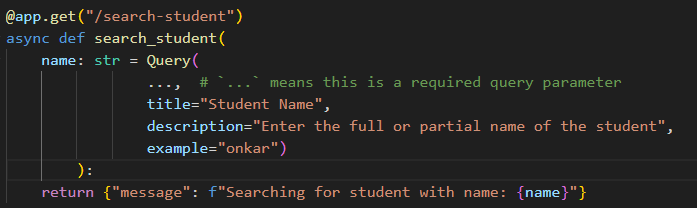 @app.get("/search-student")
async def search_student(
    name: str = Query(
                ...,  # `...` means this is a required query parameter
                title="Student Name",
                description="Enter the full or partial name of the student",
                example="onkar")
        ):
    return {"message": f"Searching for student with name: {name}"}